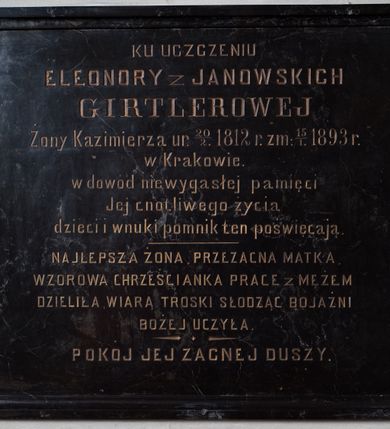 KU UCZCZENIU
ELEONORY z JANOWSKICH
GIRTLEROWEJ
Żony Kazimierza ur. 20/2. 1812 r. zm: 15/1. 1893 r.
w Krakowie.
w dowód niewygasłej pamięci
Jej cnotliwego życia
dzieci i wnuki pomnik ten poświęcają.
NAJLEPSZA ŻONA, PRZEZACNA MATKA,
WZOROWA CHRZEŚCIANKA PRACE z MĘŻEM
DZIELIŁA, WIARĄ TROSKI SŁODZĄC BOJAŹNI
BOŻEJ UCZYŁA.
POKÓJ JEJ ZACNEJ DUSZY.